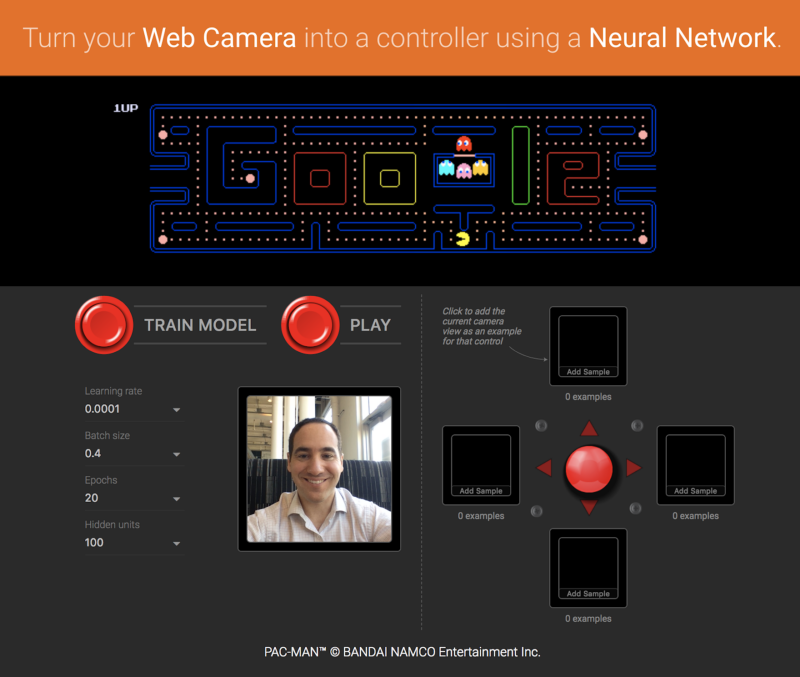 Turn your Web Camera into a controller using a Neural Network.
1UP
Google
TRAIN MODEL
PLAY
Click to add the
current camera
view as an example
for that control
Add Sample
0 examples
Learning rate
0.0001
Batch size
0.4
Epochs
20
Hidden units
100
Add Sample
0 examples
Add Sample
0 examples
Add Sample
0 examples
PAC-MAN™ © BANDAI NAMCO Entertainment Inc.